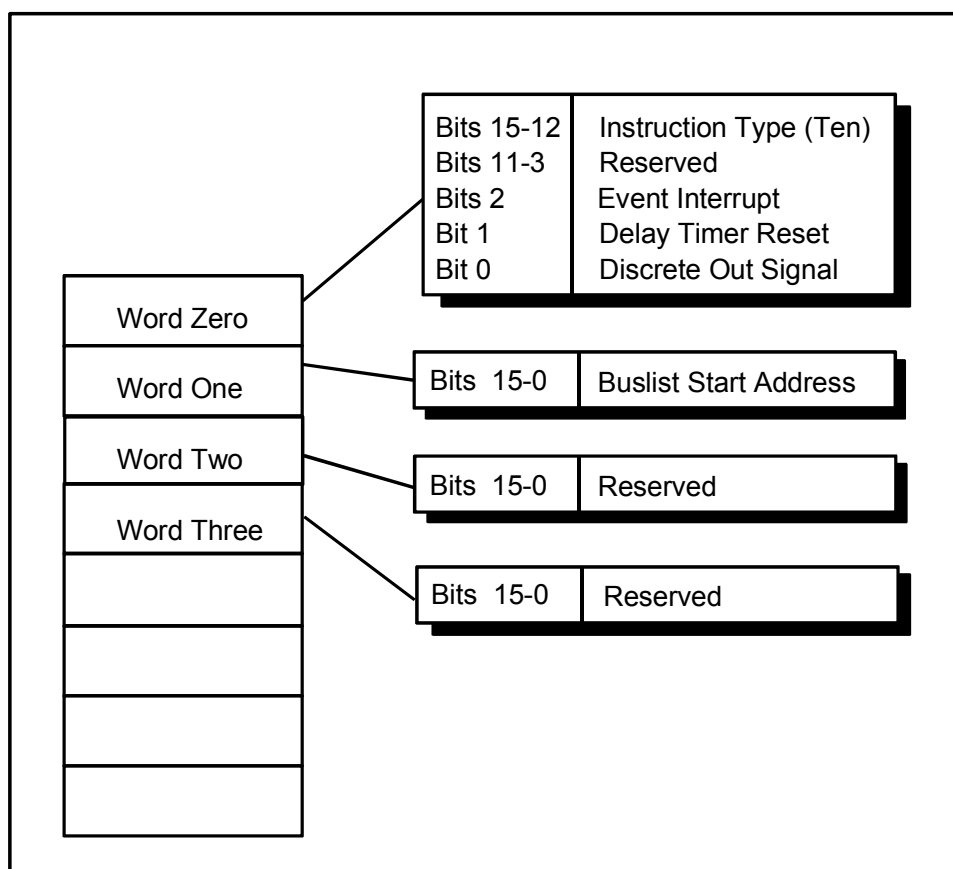 Bits 15-12 Instruction Type (Ten)
Bits 11-3 Reserved
Bits 2 Event Interrupt
Bit 1 Delay Timer Reset
Bit 0 Discrete Out Signal
Word Zero
Word One
Bits 15-0 Buslist Start Address
Word Two
Bits 15-0 Reserved
Word Three
Bits 15-0 Reserved